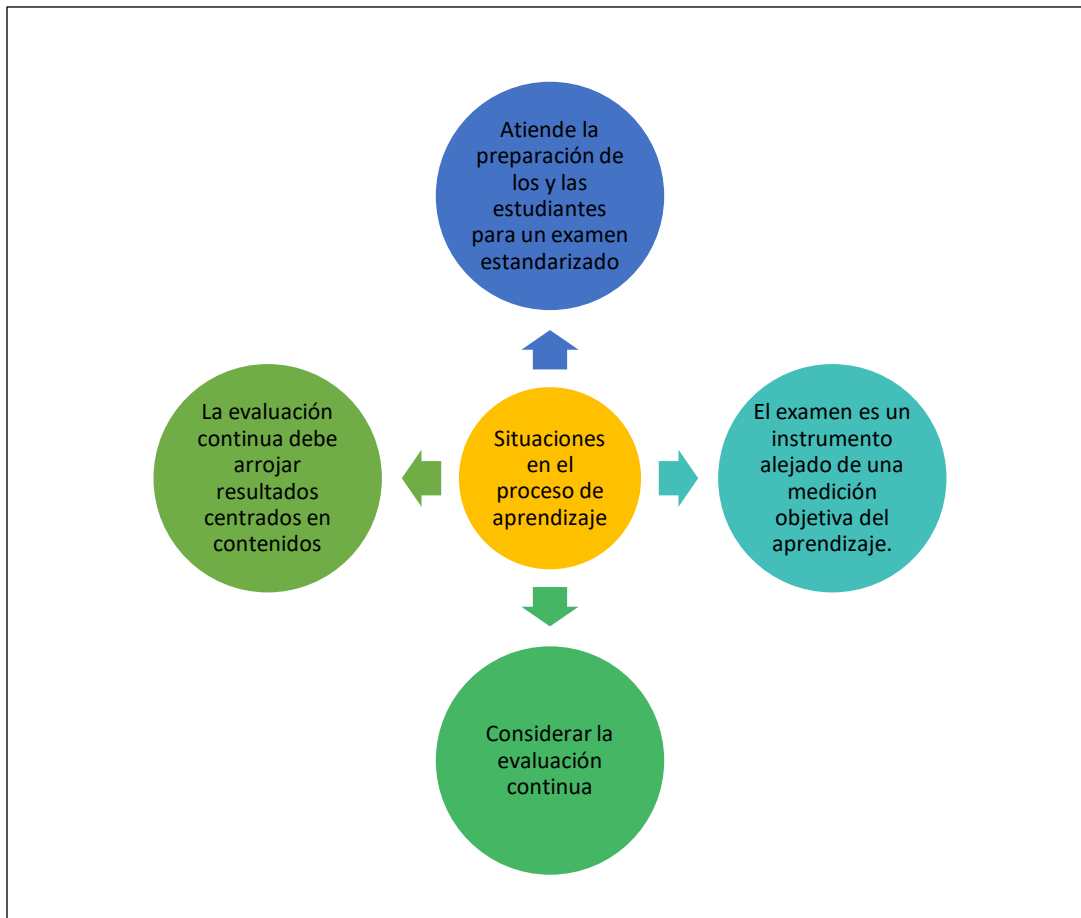 Atiende la
preparación de
los y las
estudiantes
para un examen
estandarizado
La evaluación
continua debe
arrojar
resultados
centrados en
contenidos
Situaciones
en el
proceso de
aprendizaje
El examen es un
instrumento
alejado de una
medición
objetiva del
aprendizaje.
Considerar la
evaluación
continua